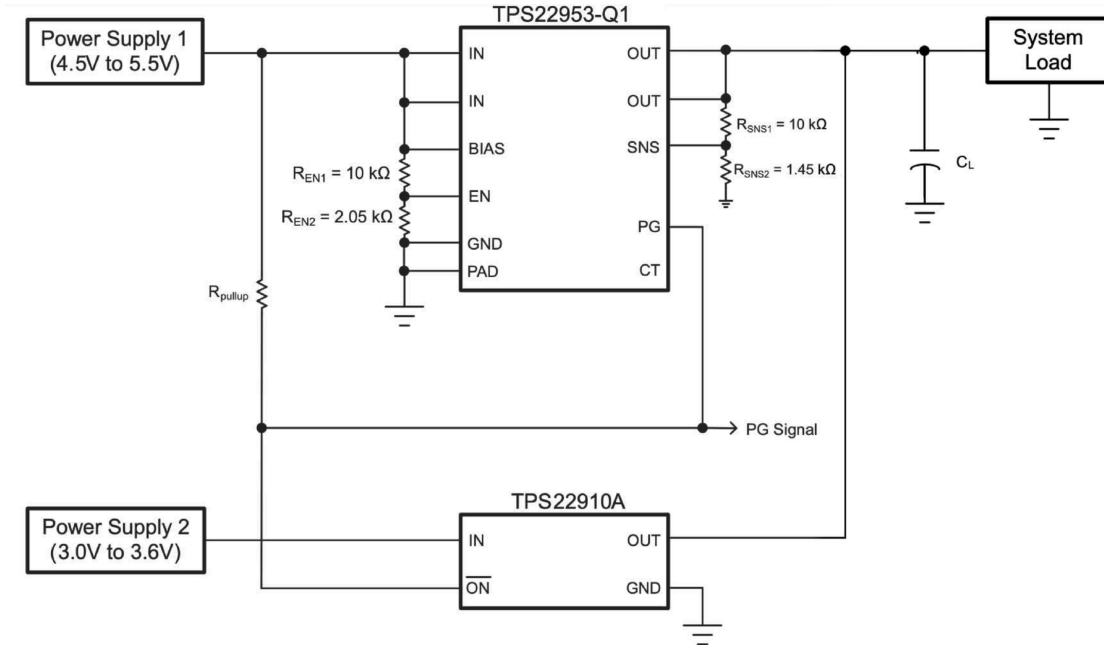 TPS22953-Q1
Power Supply 1
(4.5V to 5.5V)
IN
OUT
System
Load
IN
OUT
R_SNS1 = 10 kΩ
BIAS
SNS
R_EN1 = 10 kΩ
R_SNS2 = 1.45 kΩ
C_L
EN
R_EN2 = 2.05 kΩ
PG
GND
PAD
CT
R_pullup
PG Signal
TPS22910A
Power Supply 2
(3.0V to 3.6V)
IN
OUT
O̅N̅
GND